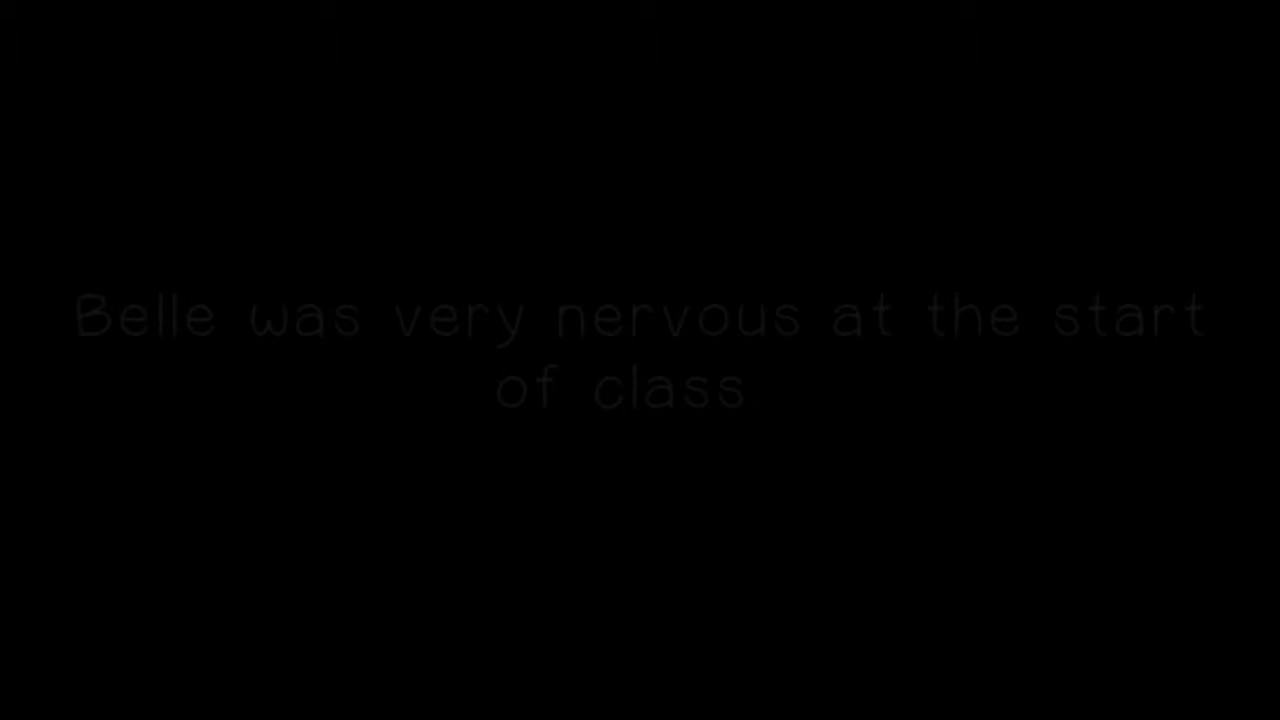 Belle was very nervous at the start
of class.